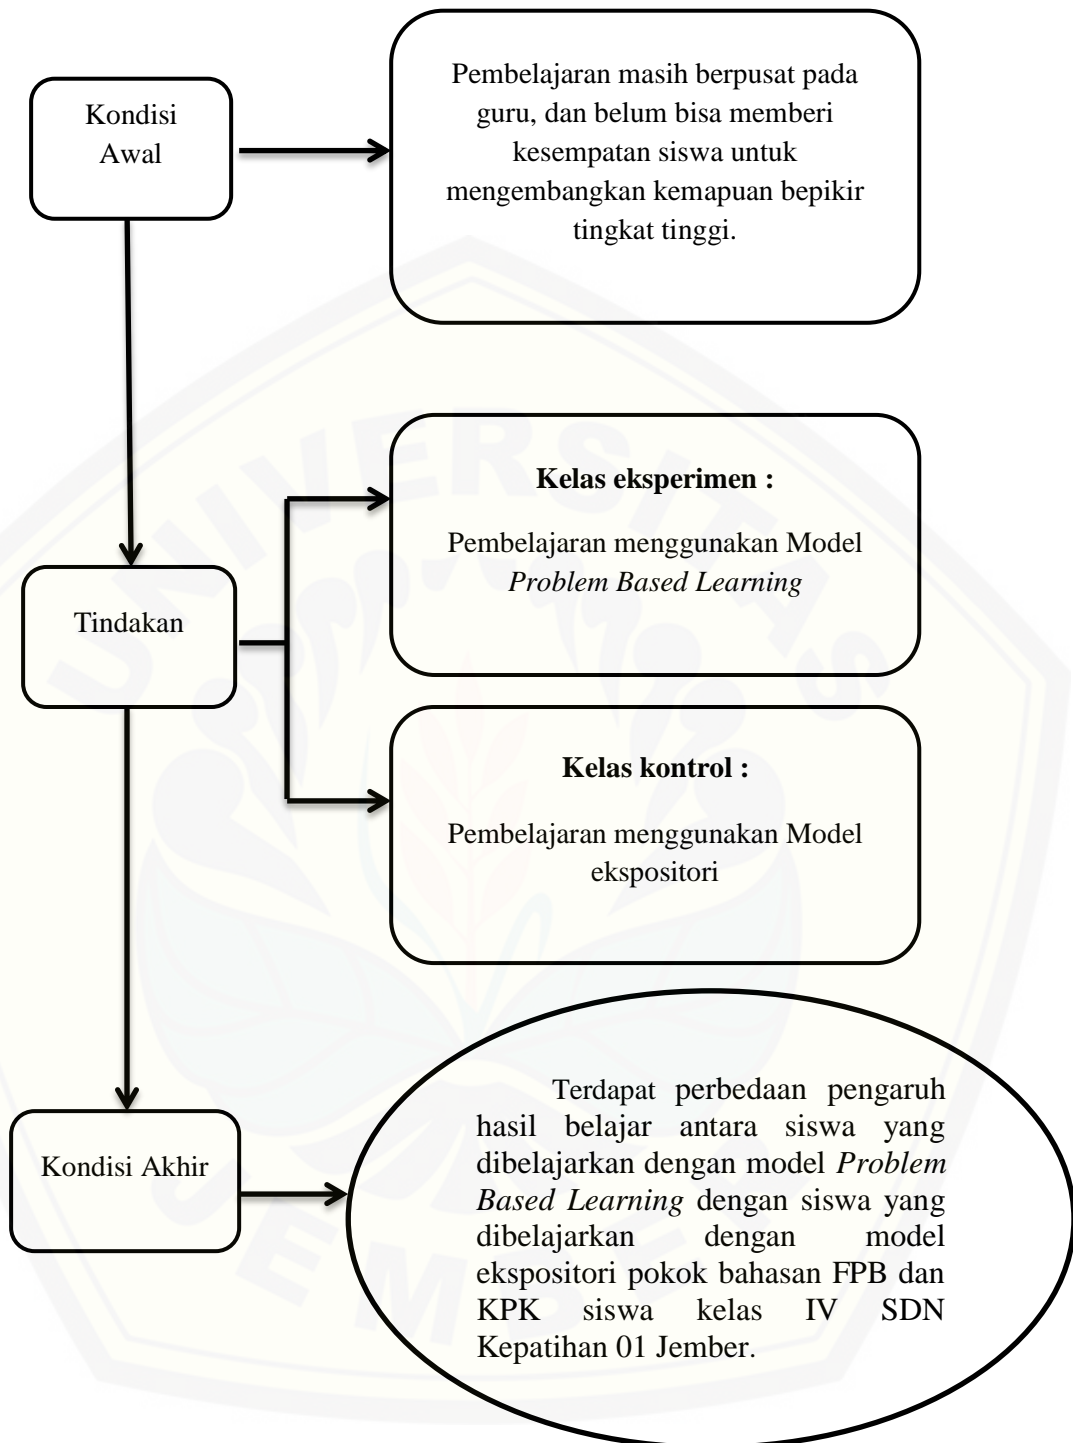 Kondisi
Awal
Pembelajaran masih berpusat pada
guru, dan belum bisa memberi
kesempatan siswa untuk
mengembangkan kemapuan bepikir
tingkat tinggi.
Kelas eksperimen :
Pembelajaran menggunakan Model
Problem Based Learning
Tindakan
Kelas kontrol :
Pembelajaran menggunakan Model
ekspositori
Kondisi Akhir
Terdapat perbedaan pengaruh
hasil belajar antara siswa yang
dibelajarkan dengan model Problem
Based Learning dengan siswa yang
dibelajarkan dengan model
ekspositori pokok bahasan FPB dan
KPK siswa kelas IV SDN
Kepatihan 01 Jember.
UNIVERSITAS
JEMBER